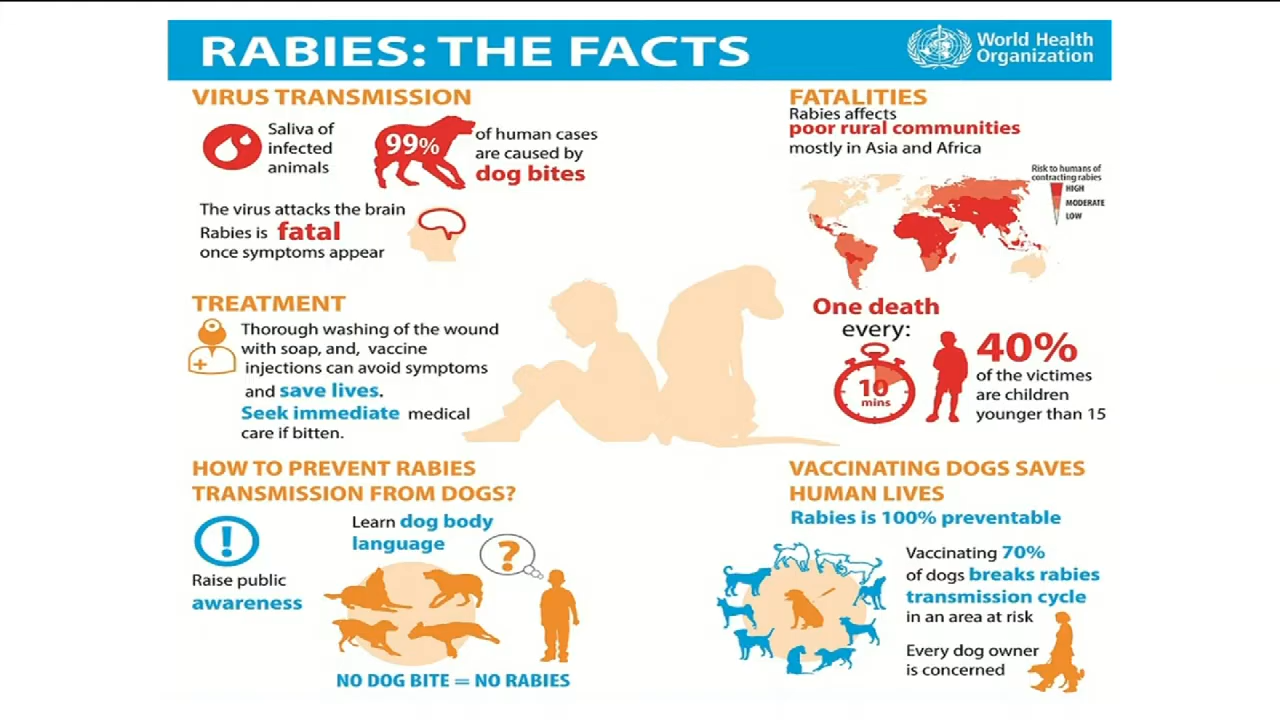 RABIES: THE FACTS
World Health
Organization
VIRUS TRANSMISSION
Saliva of
infected
animals
99%
of human cases
are caused by
dog bites
The virus attacks the brain
Rabies is fatal
once symptoms appear
FATALITIES
Rabies affects
poor rural communities
mostly in Asia and Africa
Risk to humans of
contracting rabies
HIGH
MODERATE
LOW
TREATMENT
Thorough washing of the wound
with soap, and, vaccine
injections can avoid symptoms
and save lives.
Seek immediate medical
care if bitten.
One death
every:
10
mins
40%
of the victimes
are children
younger than 15
HOW TO PREVENT RABIES
TRANSMISSION FROM DOGS?
!
Raise public
awareness
Learn dog body
language
?
NO DOG BITE = NO RABIES
VACCINATING DOGS SAVES
HUMAN LIVES
Rabies is 100% preventable
Vaccinating 70%
of dogs breaks rabies
transmission cycle
in an area at risk
Every dog owner
is concerned